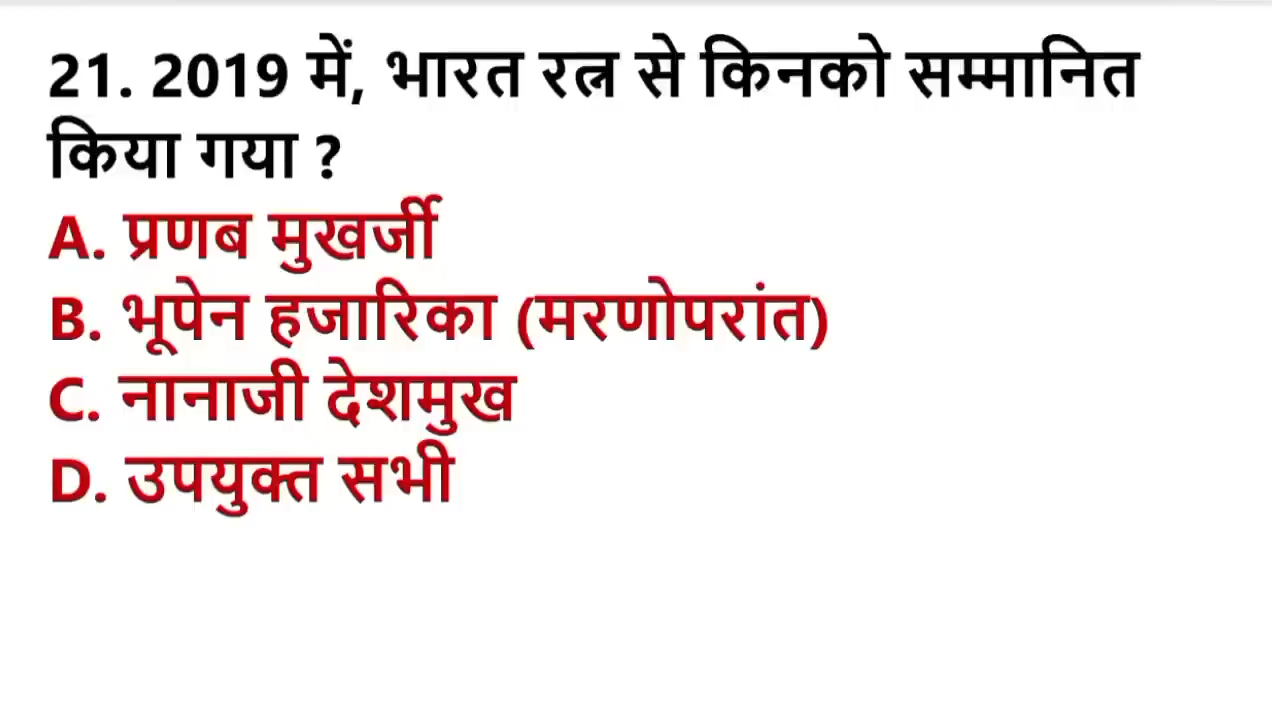 21. 2019 में, भारत रत्न से किनको सम्मानित
किया गया ?
A. प्रणब मुखर्जी
B. भूपेन हजारिका (मरणोपरांत)
C. नानाजी देशमुख
D. उपयुक्त सभी